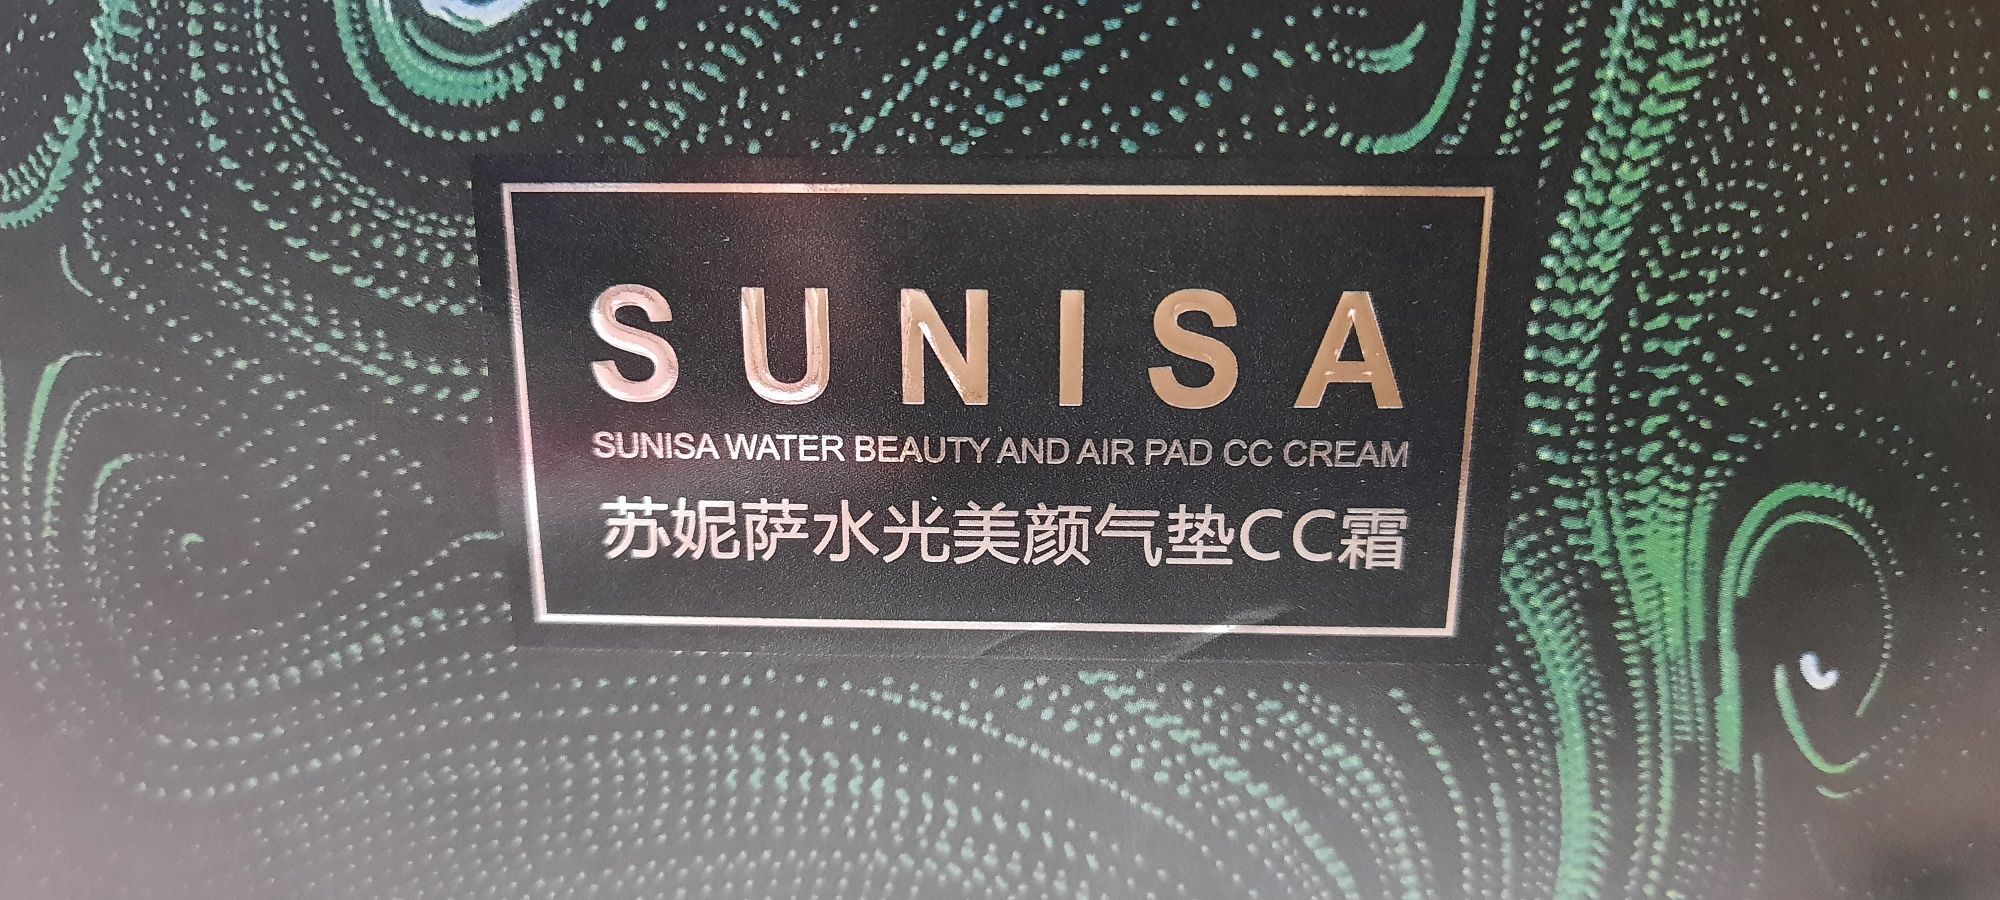 SUNISA
SUNISA WATER BEAUTY AND AIR PAD CC CREAM
苏妮萨水光美颜气垫CC霜